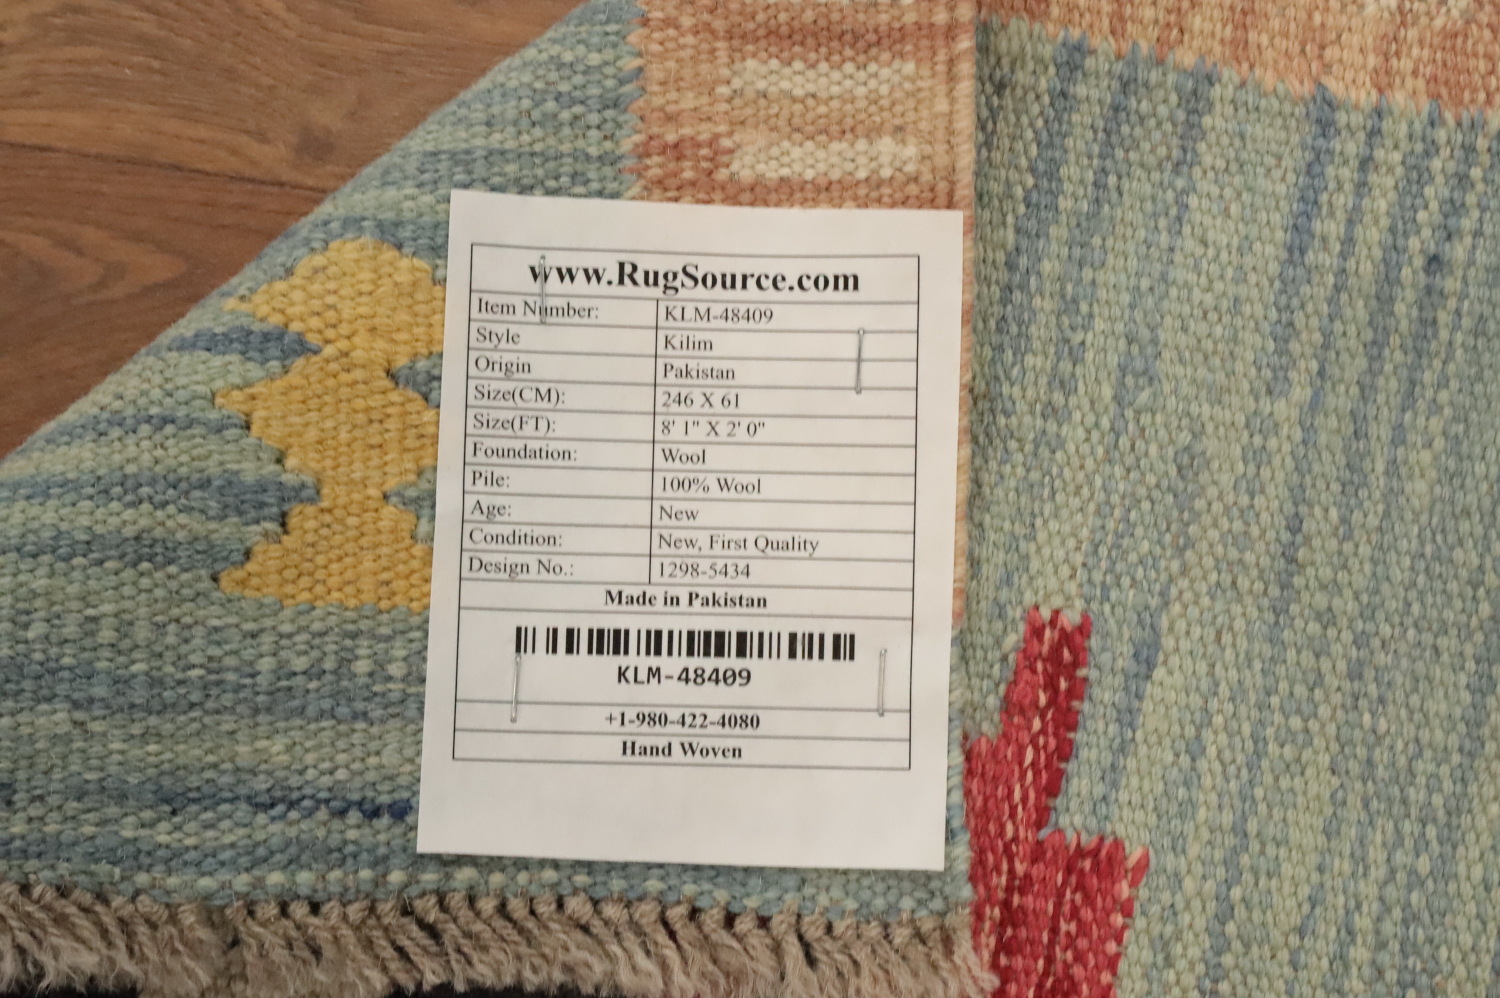 www.RugSource.com
Item Number: KLM-48409
Style Kilim
Origin Pakistan
Size(CM): 246 X 61
Size(FT): 8' 1" X 2' 0"
Foundation: Wool
Pile: 100% Wool
Age: New
Condition: New, First Quality
Design No.: 1298-5434
Made in Pakistan
KLM-48409
+1-980-422-4080
Hand Woven